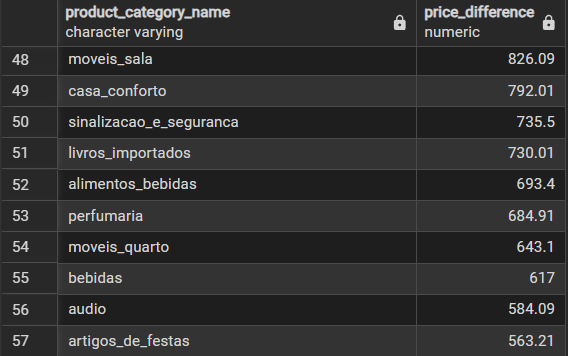 product_category_name price_difference
character varying numeric
48 moveis_sala 826.09
49 casa_conforto 792.01
50 sinalizacao_e_seguranca 735.5
51 livros_importados 730.01
52 alimentos_bebidas 693.4
53 perfumaria 684.91
54 moveis_quarto 643.1
55 bebidas 617
56 audio 584.09
57 artigos_de_festas 563.21